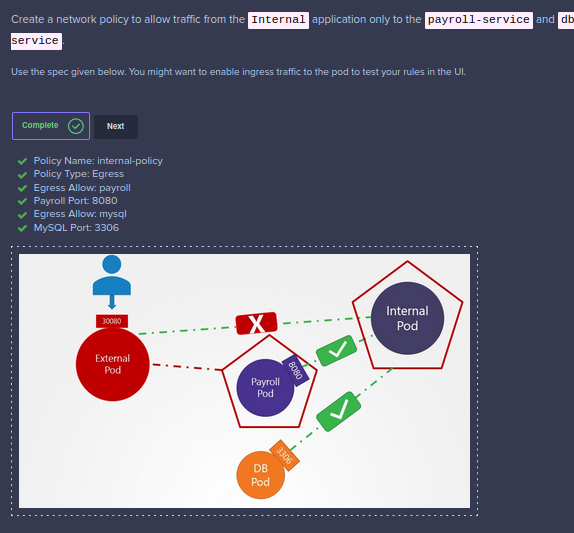 Create a network policy to allow traffic from the Internal application only to the payroll-service and db
service.
Use the spec given below. You might want to enable ingress traffic to the pod to test your rules in the UI.
Complete
Next
Policy Name: internal-policy
Policy Type: Egress
Egress Allow: payroll
Payroll Port: 8080
Egress Allow: mysql
MySQL Port: 3306
30080
X
Internal
Pod
External
Pod
8080
Payroll
Pod
3306
DB
Pod